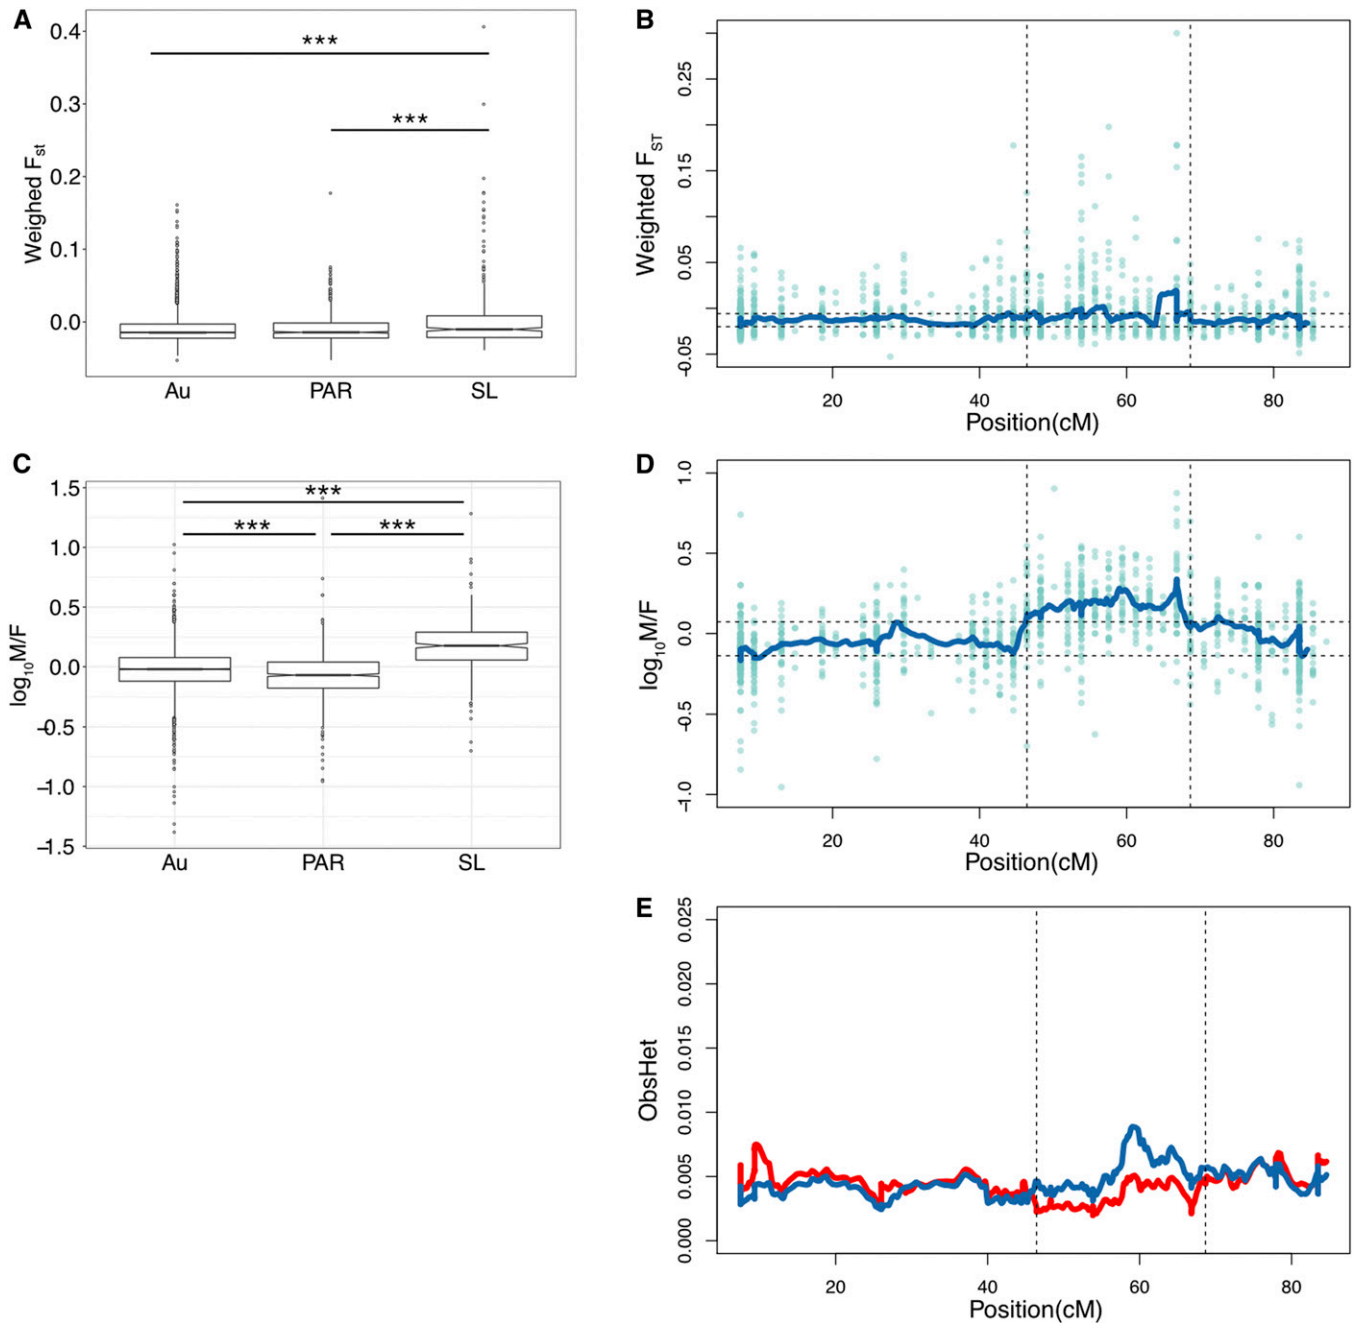 A
Weighed Fst
0.4
0.3
0.2
0.1
0.0
***
***
Au PAR SL
B
Weighted FST
0.25
0.15
0.05
−0.05
20 40 60 80
Position(cM)
C
log10M/F
1.5
1.0
0.5
0.0
−0.5
−1.0
−1.5
***
*** ***
Au PAR SL
D
log10M/F
1.0
0.5
0.0
−0.5
−1.0
20 40 60 80
Position(cM)
E
ObsHet
0.025
0.020
0.015
0.010
0.005
0.000
20 40 60 80
Position(cM)